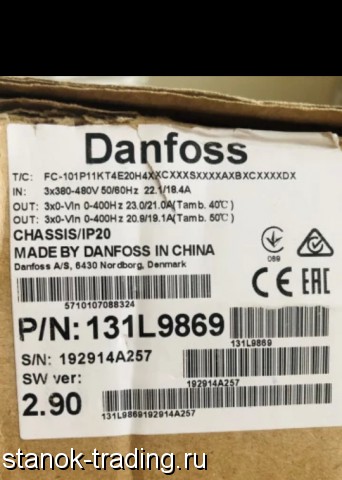 Danfoss
T/C: FC-101P11KT4E20H4XXCXXXSXXXXAXBXCXXXXDX
IN: 3x380-480V 50/60Hz 22.1/18.4A
OUT: 3x0-Vin 0-400Hz 23.0/21.0A(Tamb. 40℃)
OUT: 3x0-Vin 0-400Hz 20.9/19.1A(Tamb. 50℃)
CHASSIS/IP20
MADE BY DANFOSS IN CHINA
Danfoss A/S, 6430 Nordborg, Denmark
089
CE EAC
5710107088324
P/N: 131L9869
131L9869
S/N: 192914A257
192914A257
SW ver:
2.90
131L9869192914A257
stanok-trading.ru